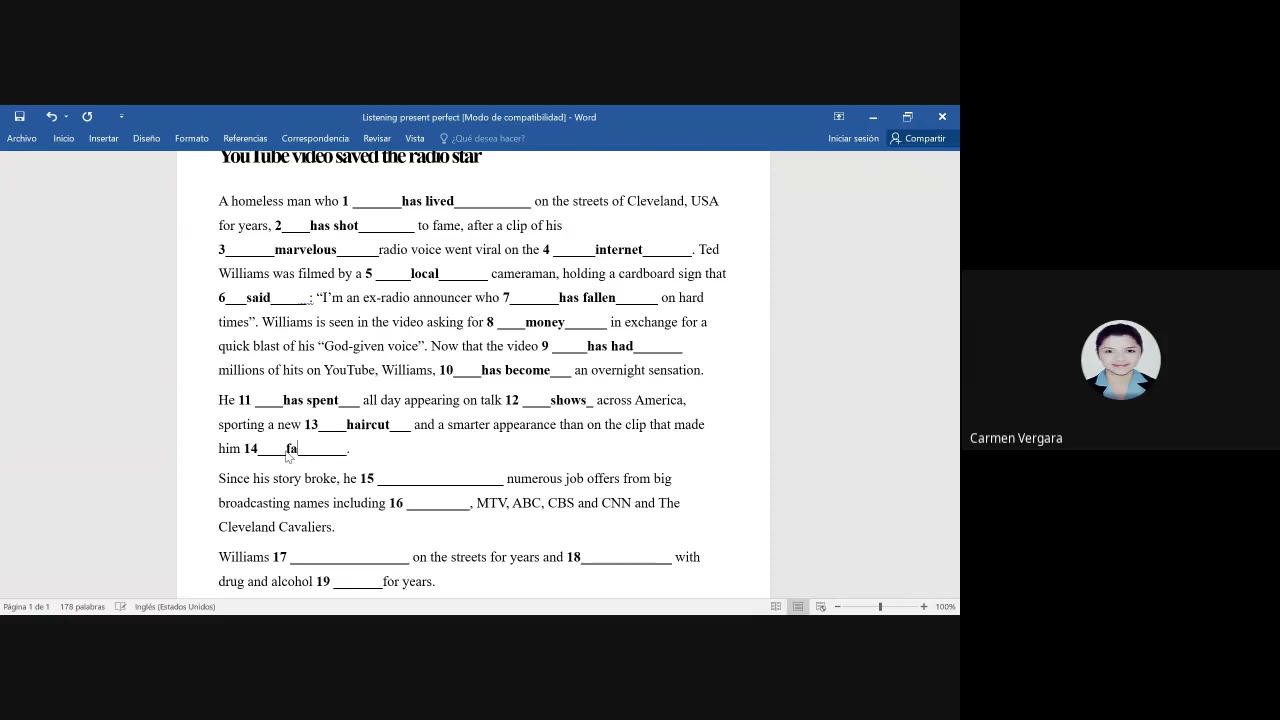 Listening present perfect [Modo de compatibilidad] - Word
Archivo Inicio Insertar Diseño Formato Referencias Correspondencia Revisar Vista ¿Qué desea hacer? Iniciar sesión Compartir
YouTube video saved the radio star
A homeless man who 1 _______has lived___________ on the streets of Cleveland, USA
for years, 2____has shot________ to fame, after a clip of his
3_______marvelous______radio voice went viral on the 4 ______internet_______. Ted
Williams was filmed by a 5 _____local_______ cameraman, holding a cardboard sign that
6___said______: “I’m an ex-radio announcer who 7_______has fallen______ on hard
times”. Williams is seen in the video asking for 8 ____money______ in exchange for a
quick blast of his “God-given voice”. Now that the video 9 _____has had_______
millions of hits on YouTube, Williams, 10____has become___ an overnight sensation.
He 11 ____has spent___ all day appearing on talk 12 ____shows_ across America,
sporting a new 13____haircut___ and a smarter appearance than on the clip that made
him 14____fa_______.
Since his story broke, he 15 __________________ numerous job offers from big
broadcasting names including 16 _________, MTV, ABC, CBS and CNN and The
Cleveland Cavaliers.
Williams 17 _________________ on the streets for years and 18_____________ with
drug and alcohol 19 _______for years.
Página 1 de 1 178 palabras Inglés (Estados Unidos) 100%
Carmen Vergara